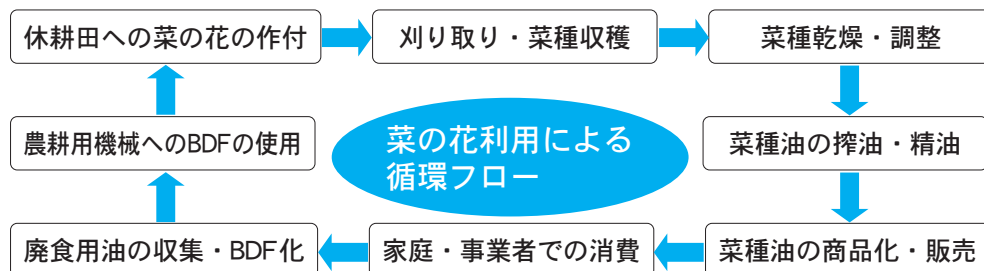 休耕田への菜の花の作付
刈り取り・菜種収穫
菜種乾燥・調整
農耕用機械へのBDFの使用
菜の花利用による
循環フロー
菜種油の搾油・精油
廃食用油の収集・BDF化
家庭・事業者での消費
菜種油の商品化・販売